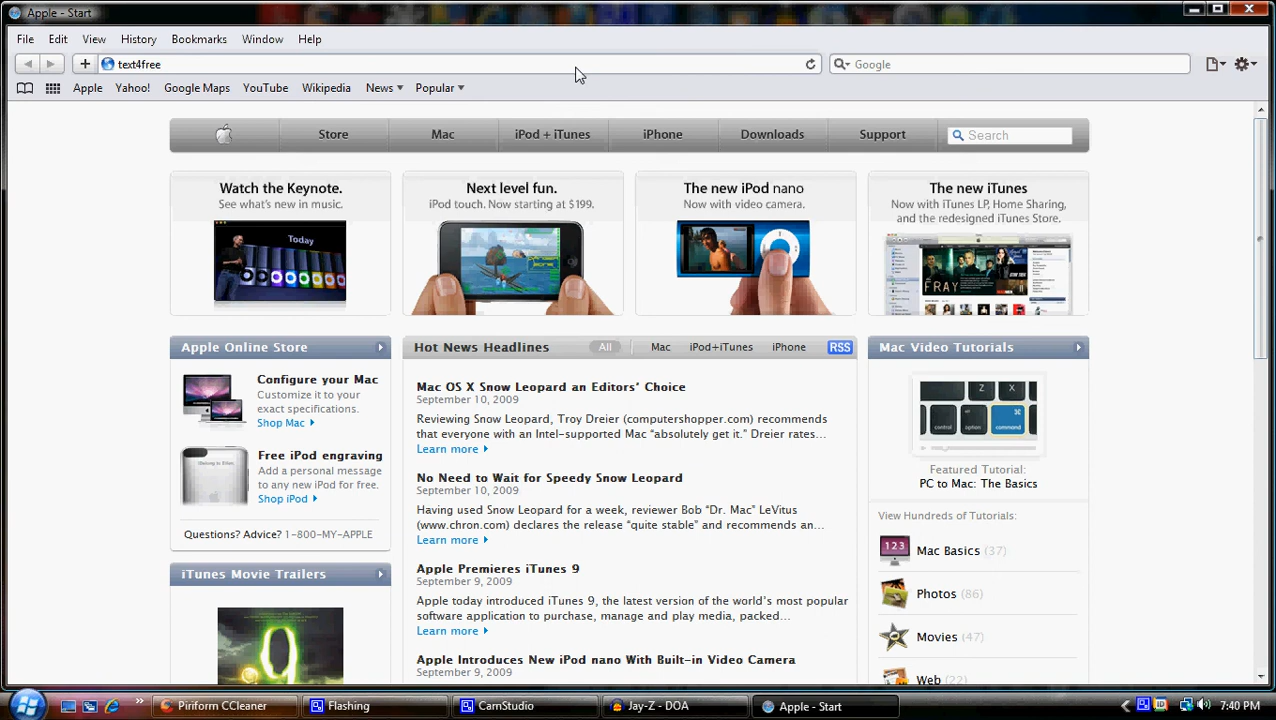 Apple - Start
File Edit View History Bookmarks Window Help
text4free
Google
Apple Yahoo! Google Maps YouTube Wikipedia News Popular
Store Mac iPod + iTunes iPhone Downloads Support Search
Watch the Keynote.
See what's new in music.
Today
Next level fun.
iPod touch. Now starting at $199.
The new iPod nano
Now with video camera.
The new iTunes
Now with iTunes LP, Home Sharing,
and the redesigned iTunes Store.
FRAY
Apple Online Store
Configure your Mac
Customize it to your
exact specifications.
Shop Mac
Free iPod engraving
Add a personal message
to any new iPod for free.
Shop iPod
Questions? Advice? 1-800-MY-APPLE
iTunes Movie Trailers
9
Hot News Headlines All Mac iPod+iTunes iPhone RSS
Mac OS X Snow Leopard an Editors' Choice
September 10, 2009
Reviewing Snow Leopard, Troy Dreier (computershopper.com) recommends
that everyone with an Intel-supported Mac “absolutely get it.” Dreier rates...
Learn more
No Need to Wait for Speedy Snow Leopard
September 10, 2009
Having used Snow Leopard for a week, reviewer Bob “Dr. Mac” LeVitus
(www.chron.com) declares the release “quite stable” and recommends an...
Learn more
Apple Premieres iTunes 9
September 9, 2009
Apple today introduced iTunes 9, the latest version of the world's most popular
software application to purchase, manage and play media, packed...
Learn more
Apple Introduces New iPod nano With Built-in Video Camera
September 9, 2009
Mac Video Tutorials
Z X
control option command
Featured Tutorial:
PC to Mac: The Basics
View Hundreds of Tutorials:
123
Mac Basics (37)
Photos (86)
Movies (47)
Web (22)
Piriform CCleaner Flashing CamStudio Jay-Z - DOA Apple - Start 7:40 PM